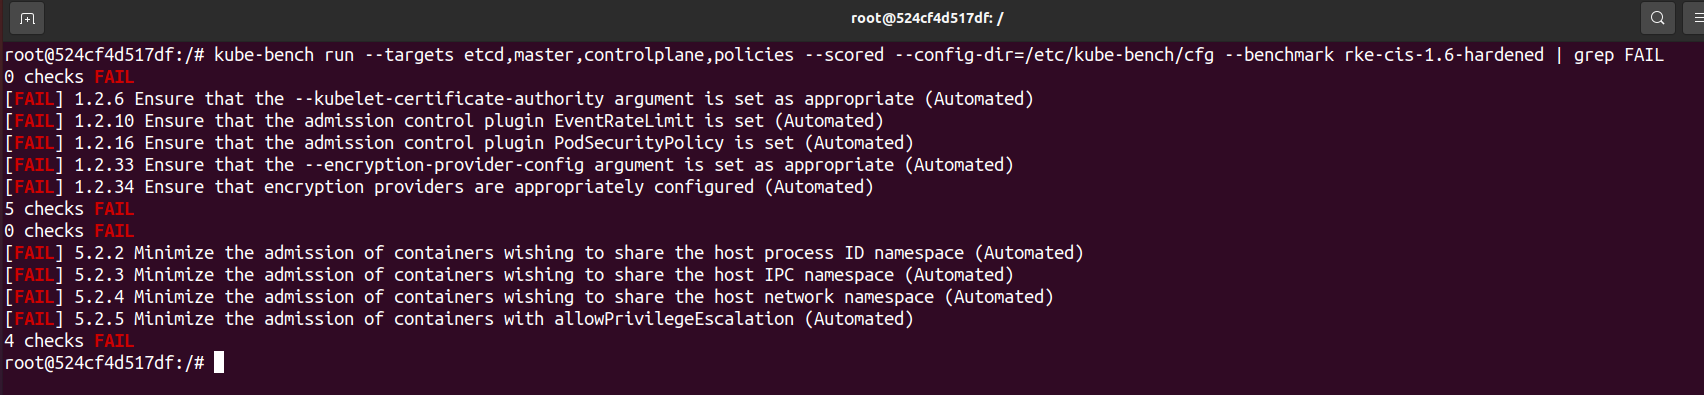 root@524cf4d517df: /
root@524cf4d517df:/# kube-bench run --targets etcd,master,controlplane,policies --scored --config-dir=/etc/kube-bench/cfg --benchmark rke-cis-1.6-hardened | grep FAIL
0 checks FAIL
[FAIL] 1.2.6 Ensure that the --kubelet-certificate-authority argument is set as appropriate (Automated)
[FAIL] 1.2.10 Ensure that the admission control plugin EventRateLimit is set (Automated)
[FAIL] 1.2.16 Ensure that the admission control plugin PodSecurityPolicy is set (Automated)
[FAIL] 1.2.33 Ensure that the --encryption-provider-config argument is set as appropriate (Automated)
[FAIL] 1.2.34 Ensure that encryption providers are appropriately configured (Automated)
5 checks FAIL
0 checks FAIL
[FAIL] 5.2.2 Minimize the admission of containers wishing to share the host process ID namespace (Automated)
[FAIL] 5.2.3 Minimize the admission of containers wishing to share the host IPC namespace (Automated)
[FAIL] 5.2.4 Minimize the admission of containers wishing to share the host network namespace (Automated)
[FAIL] 5.2.5 Minimize the admission of containers with allowPrivilegeEscalation (Automated)
4 checks FAIL
root@524cf4d517df:/#